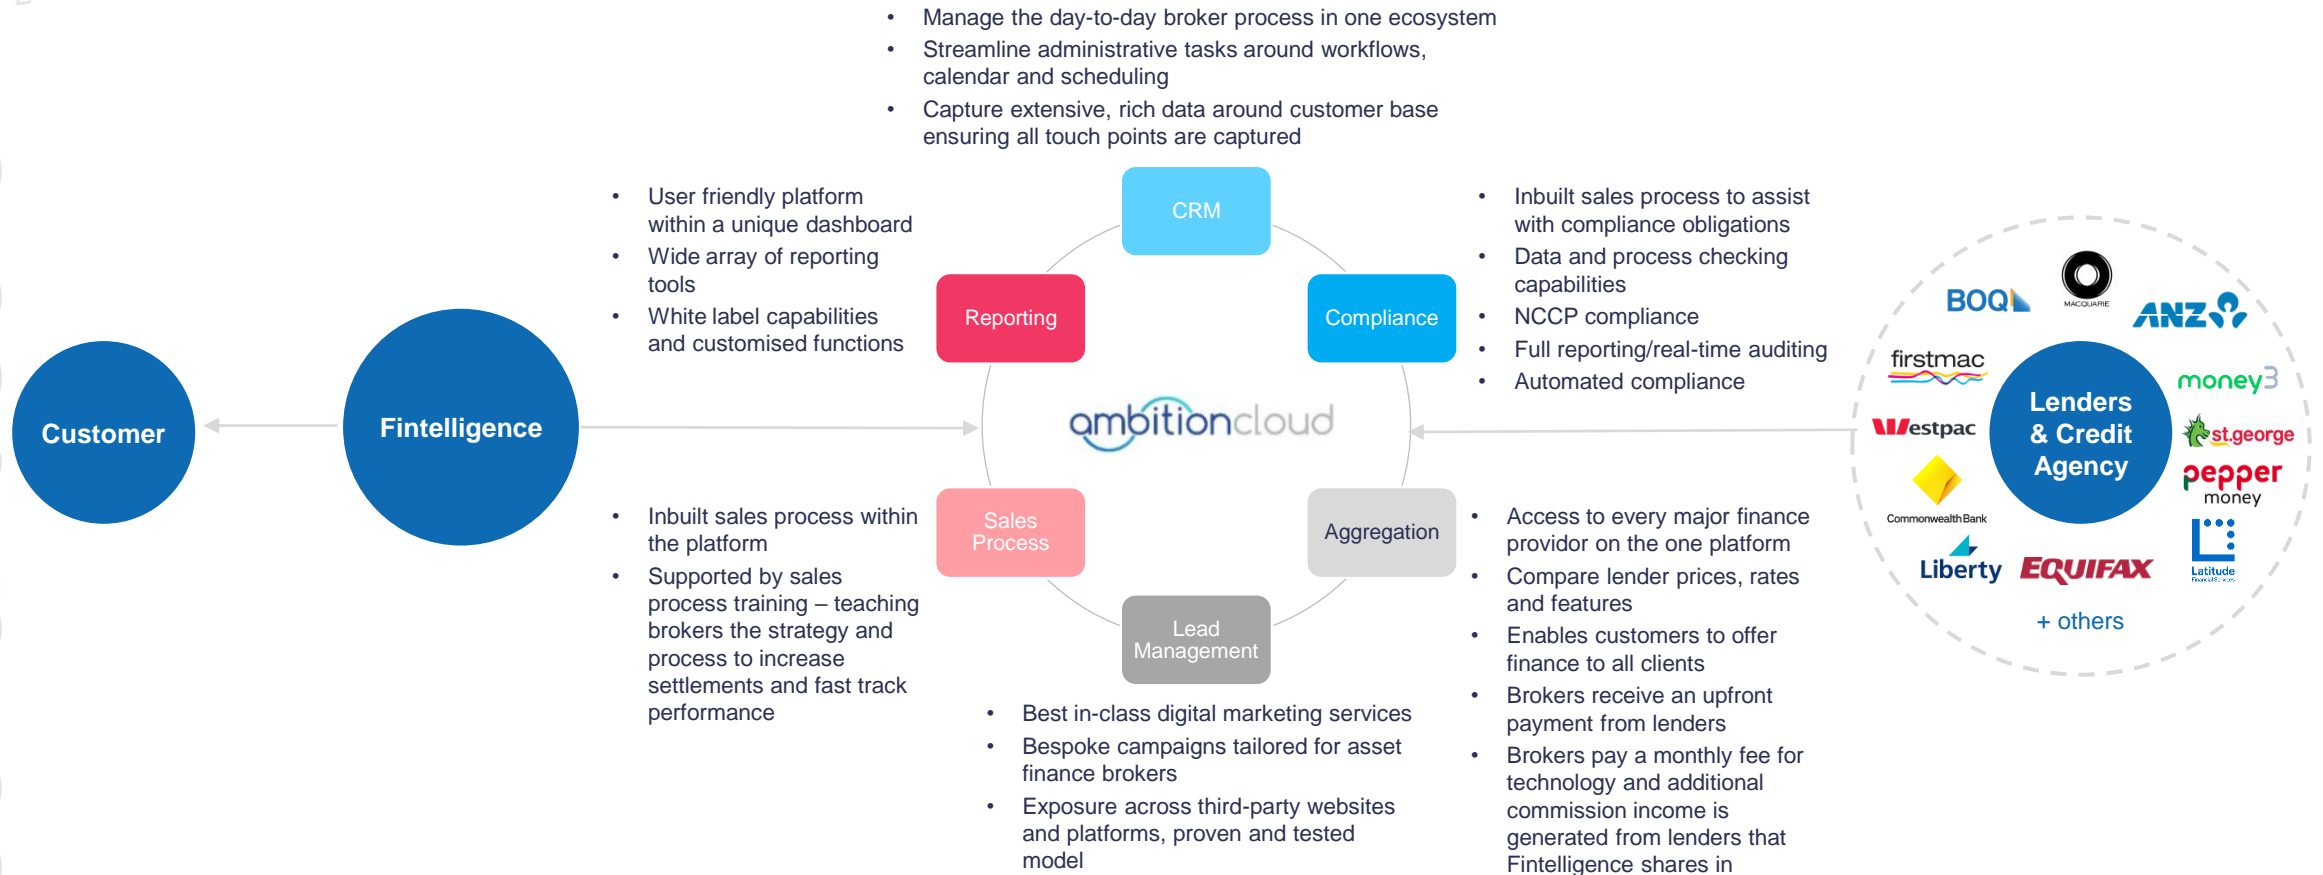 • Manage the day-to-day broker process in one ecosystem
• Streamline administrative tasks around workflows,
calendar and scheduling
• Capture extensive, rich data around customer base
ensuring all touch points are captured
• User friendly platform
within a unique dashboard
• Wide array of reporting
tools
• White label capabilities
and customised functions
CRM
Reporting
Compliance
• Inbuilt sales process to assist
with compliance obligations
• Data and process checking
capabilities
• NCCP compliance
• Full reporting/real-time auditing
• Automated compliance
Customer
Fintelligence
ambitioncloud
• Inbuilt sales process within
the platform
• Supported by sales
process training – teaching
brokers the strategy and
process to increase
settlements and fast track
performance
Sales
Process
Aggregation
Lead
Management
• Access to every major finance
providor on the one platform
• Compare lender prices, rates
and features
• Enables customers to offer
finance to all clients
• Brokers receive an upfront
payment from lenders
• Brokers pay a monthly fee for
technology and additional
commission income is
generated from lenders that
Fintelligence shares in
• Best in-class digital marketing services
• Bespoke campaigns tailored for asset
finance brokers
• Exposure across third-party websites
and platforms, proven and tested
model
BOQ
MACQUARIE
ANZ
firstmac
money3
Lenders
& Credit
Agency
Westpac
st.george
pepper
money
CommonwealthBank
Liberty
EQUIFAX
Latitude
Financial Services
+ others